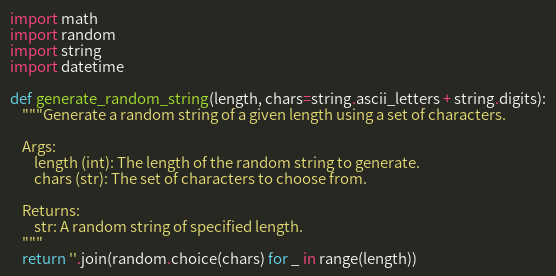 import math
import random
import string
import datetime

def generate_random_string(length, chars=string.ascii_letters + string.digits):
    """Generate a random string of a given length using a set of characters.

    Args:
        length (int): The length of the random string to generate.
        chars (str): The set of characters to choose from.

    Returns:
        str: A random string of specified length.
    """
    return ''.join(random.choice(chars) for _ in range(length))